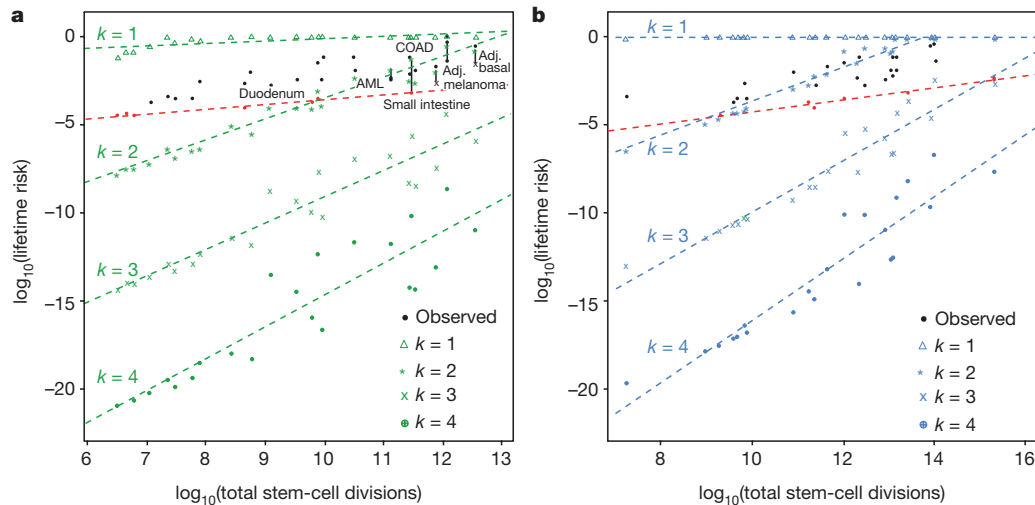 a
log10(lifetime risk)
0
−5
−10
−15
−20
k = 1
k = 2
k = 3
k = 4
COAD
Duodenum
AML
Adj.
melanoma
Adj.
basal
Small intestine
Observed
k = 1
k = 2
k = 3
k = 4
6 7 8 9 10 11 12 13
log10(total stem-cell divisions)
b
log10(lifetime risk)
0
−5
−10
−15
−20
k = 1
k = 2
k = 3
k = 4
Observed
k = 1
k = 2
k = 3
k = 4
8 10 12 14 16
log10(total stem-cell divisions)